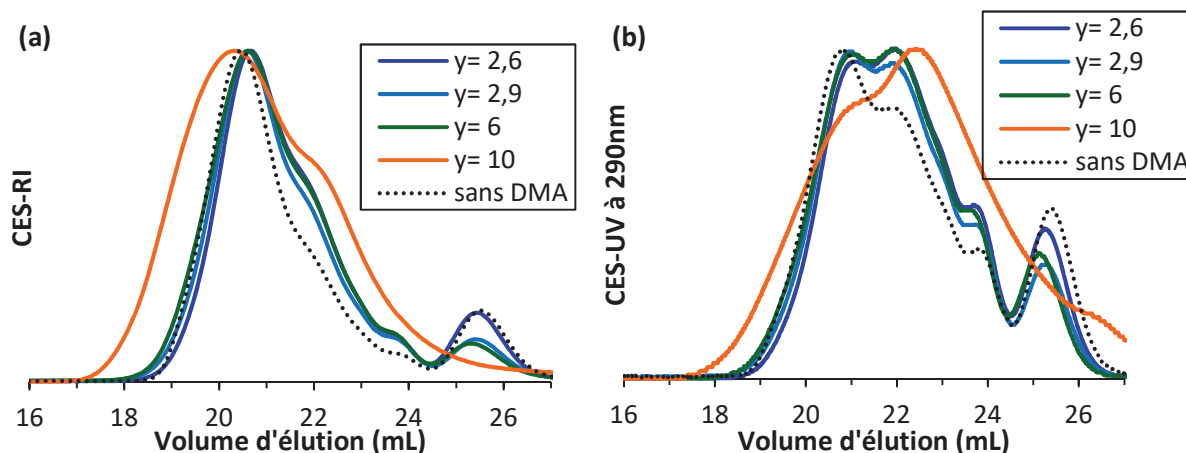 (a)
CES-RI
y= 2,6
y= 2,9
y= 6
y= 10
sans DMA
16 18 20 22 24 26
Volume d'élution (mL)
(b)
CES-UV à 290nm
y= 2,6
y= 2,9
y= 6
y= 10
sans DMA
16 18 20 22 24 26
Volume d'élution (mL)